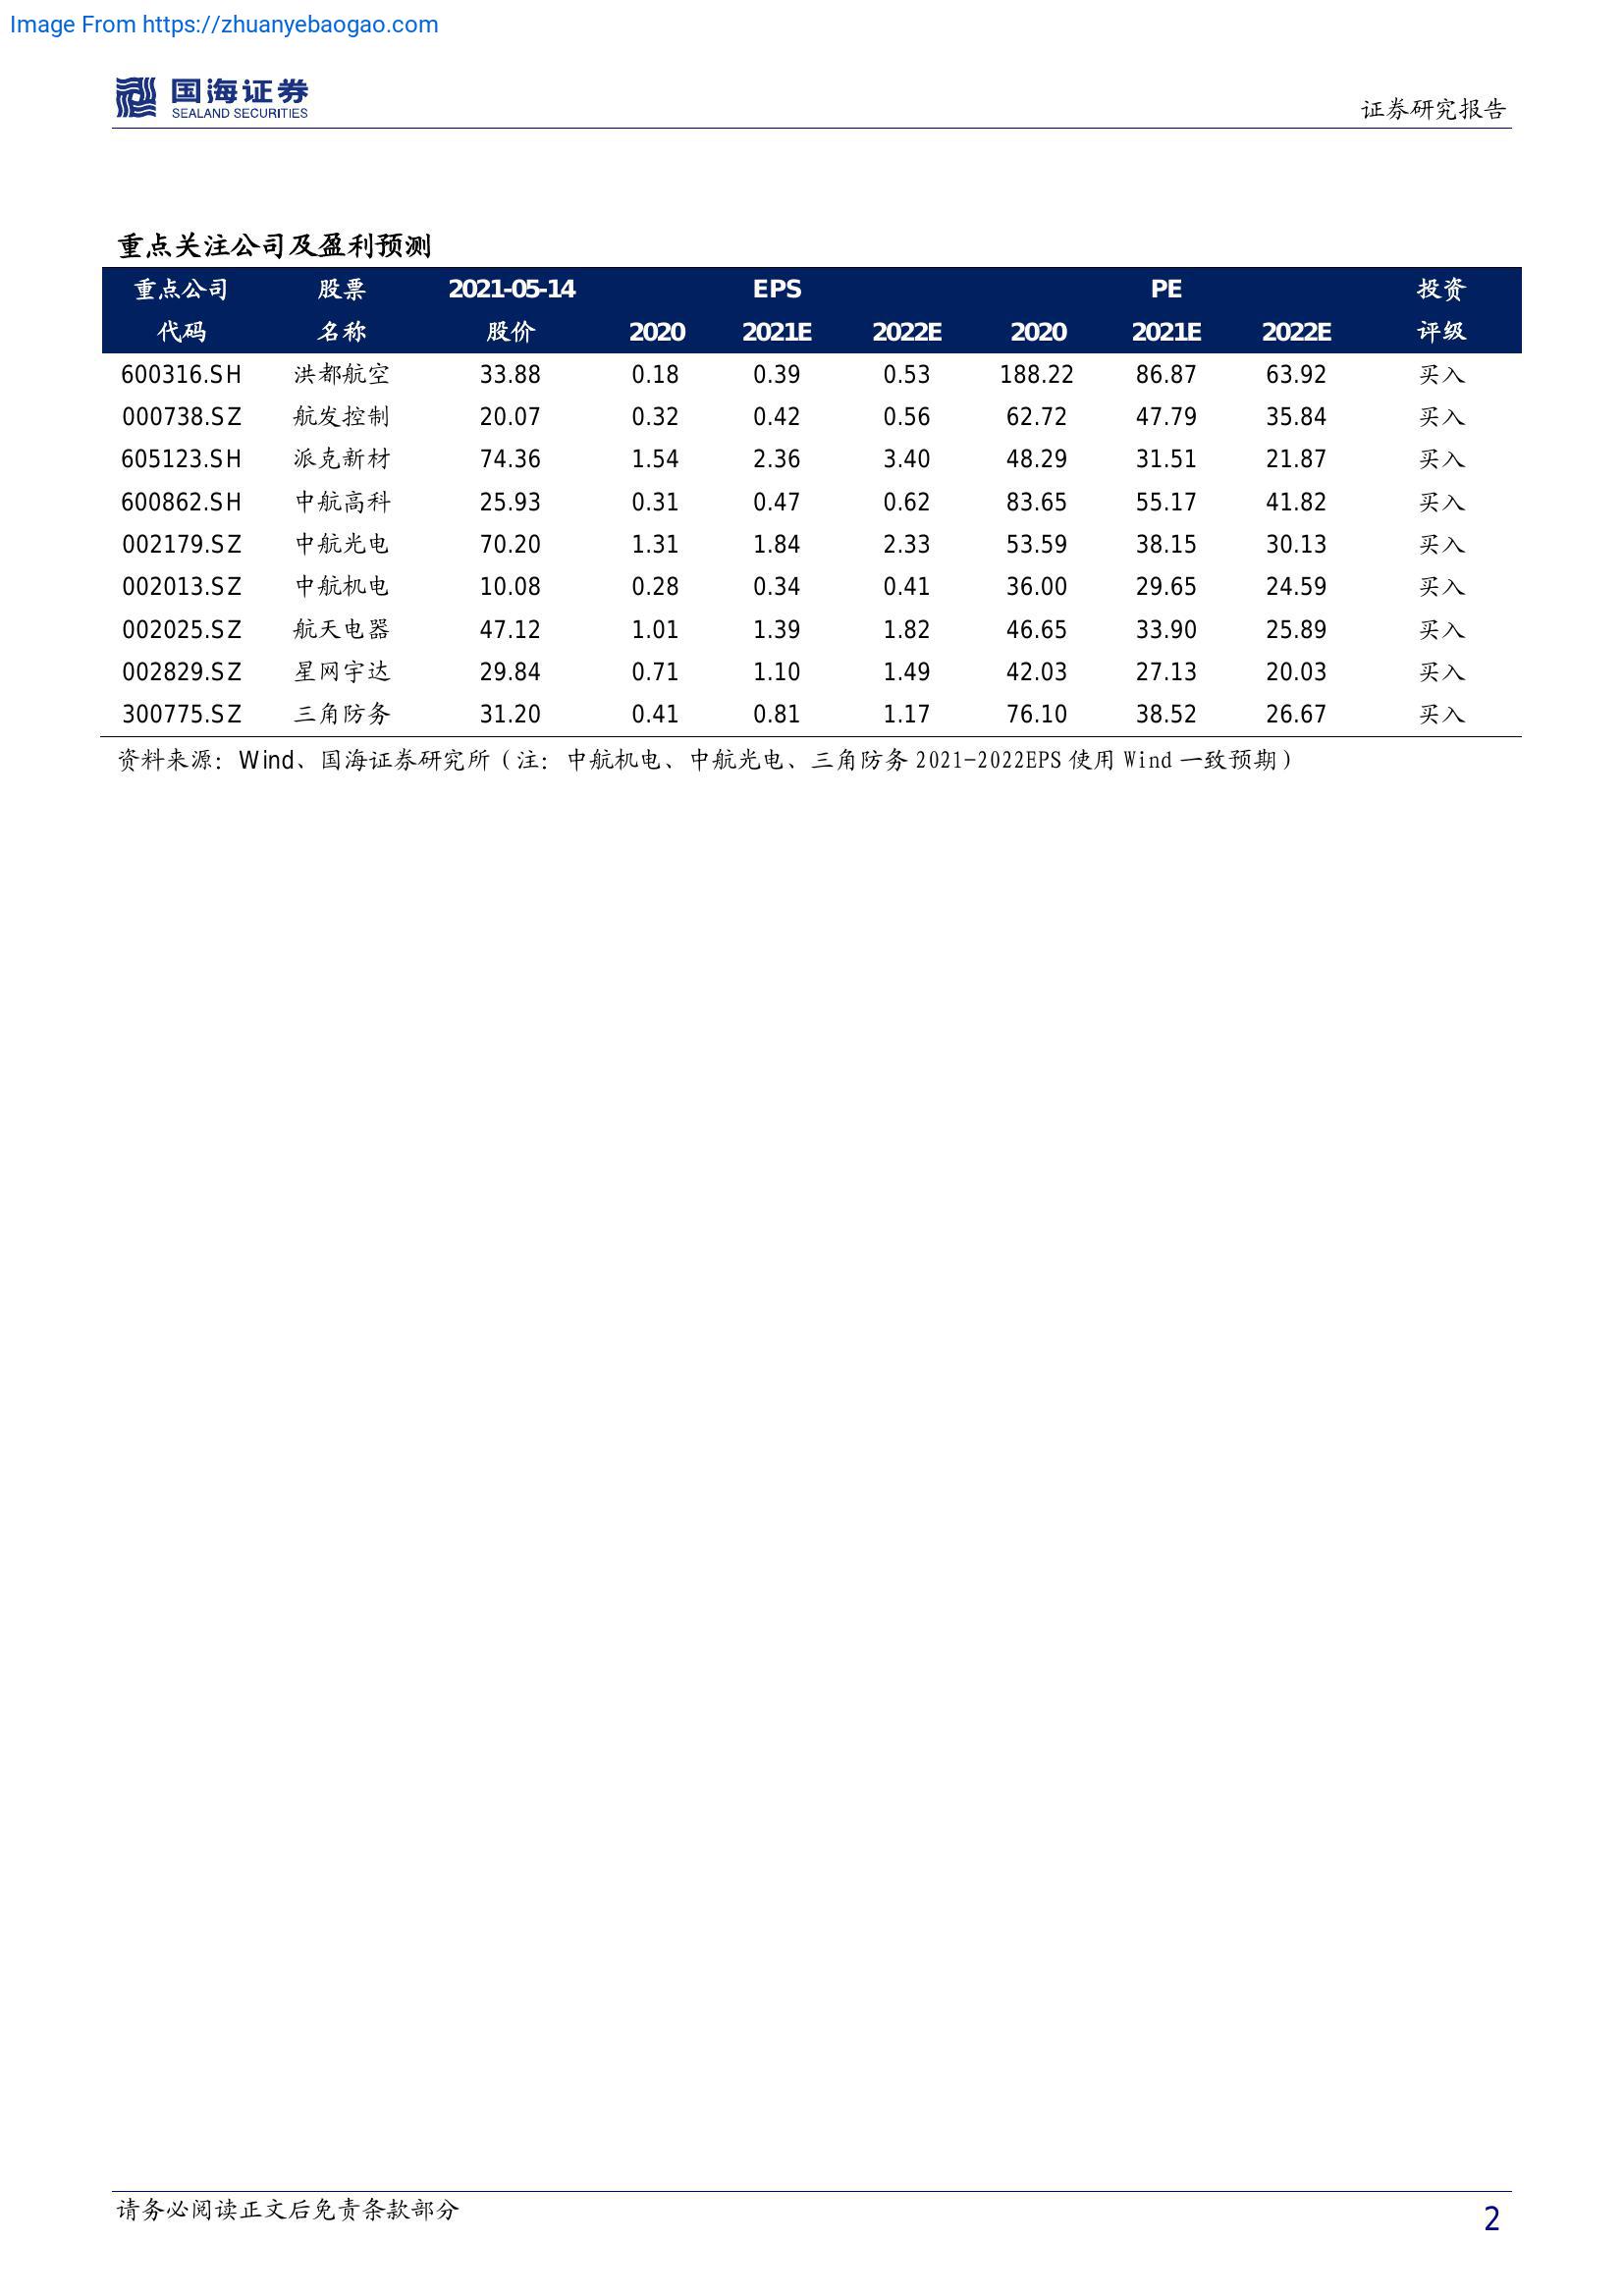 Image From https://zhuanyebaogao.com
国海证券
SEALAND SECURITIES
证券研究报告
重点关注公司及盈利预测
重点公司 股票 2021-05-14 EPS PE 投资
代码 名称 股价 2020 2021E 2022E 2020 2021E 2022E 评级
600316.SH 洪都航空 33.88 0.18 0.39 0.53 188.22 86.87 63.92 买入
000738.SZ 航发控制 20.07 0.32 0.42 0.56 62.72 47.79 35.84 买入
605123.SH 派克新材 74.36 1.54 2.36 3.40 48.29 31.51 21.87 买入
600862.SH 中航高科 25.93 0.31 0.47 0.62 83.65 55.17 41.82 买入
002179.SZ 中航光电 70.20 1.31 1.84 2.33 53.59 38.15 30.13 买入
002013.SZ 中航机电 10.08 0.28 0.34 0.41 36.00 29.65 24.59 买入
002025.SZ 航天电器 47.12 1.01 1.39 1.82 46.65 33.90 25.89 买入
002829.SZ 星网宇达 29.84 0.71 1.10 1.49 42.03 27.13 20.03 买入
300775.SZ 三角防务 31.20 0.41 0.81 1.17 76.10 38.52 26.67 买入
资料来源：Wind、国海证券研究所（注：中航机电、中航光电、三角防务 2021-2022EPS 使用 Wind 一致预期）
请务必阅读正文后免责条款部分
2